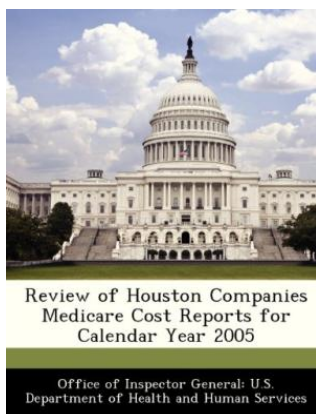 Review of Houston Companies
Medicare Cost Reports for
Calendar Year 2005
Office of Inspector General: U.S.
Department of Health and Human Services